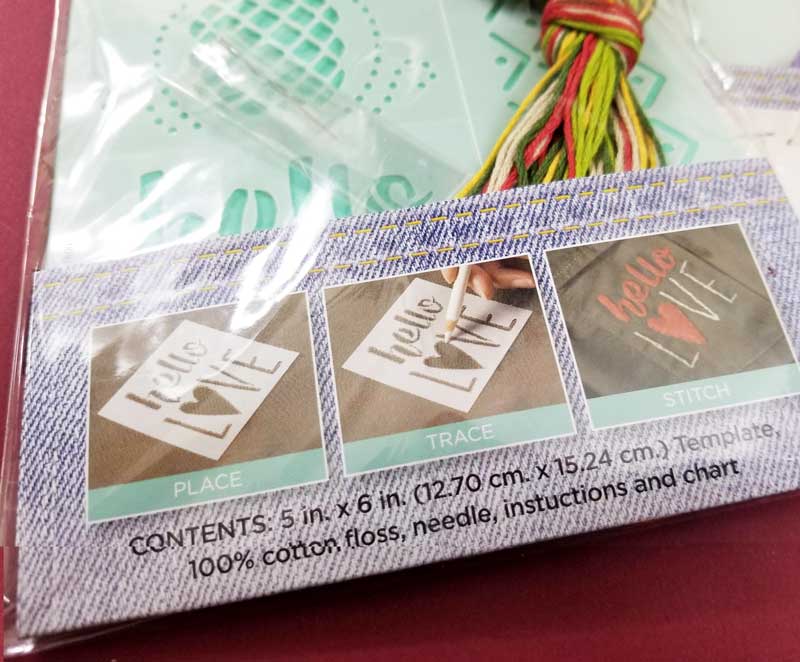 hello
hello
LOVE
PLACE
hello
LOVE
TRACE
hello
LOVE
STITCH
CONTENTS: 5 in. x 6 in. (12.70 cm. x 15.24 cm.) Template,
100% cotton floss, needle, instuctions and chart